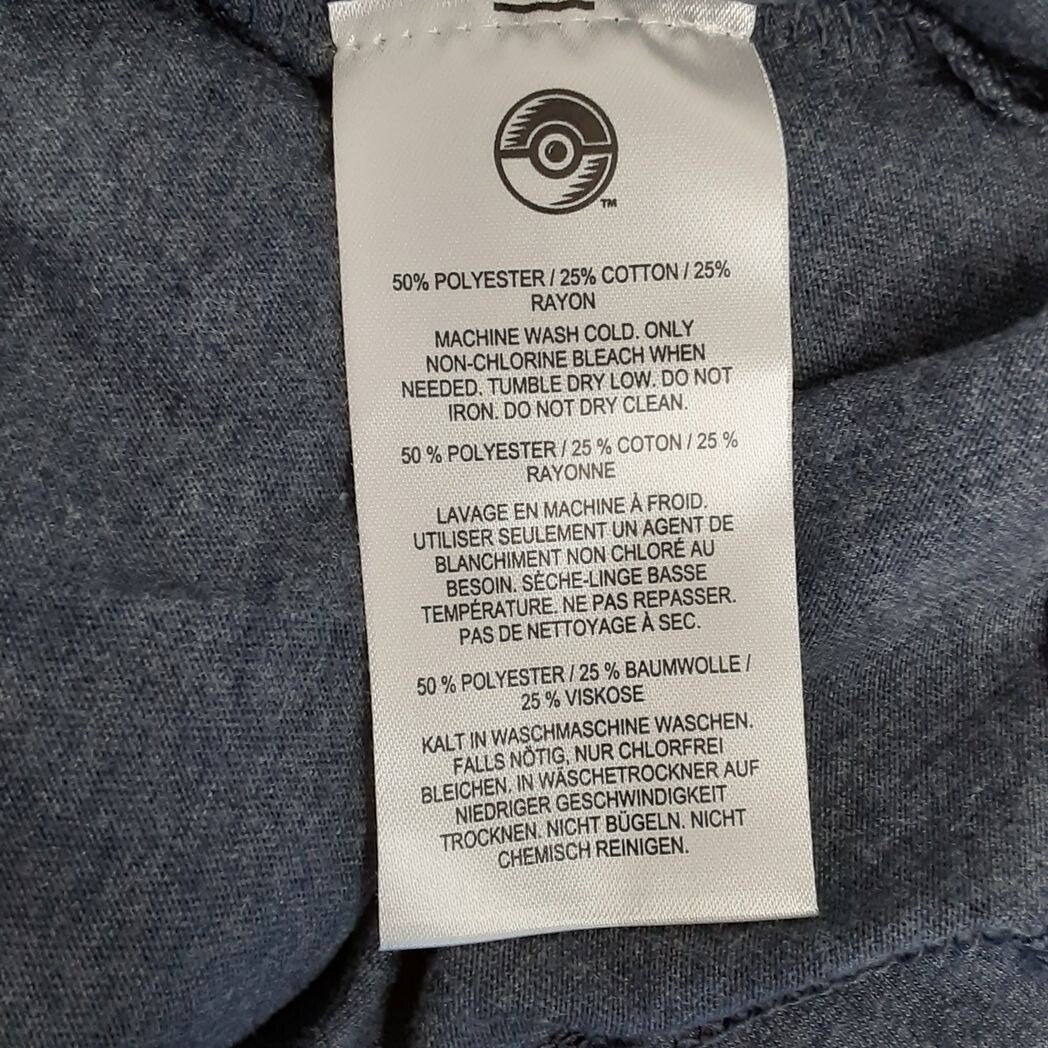 TM
50% POLYESTER / 25% COTTON / 25%
RAYON
MACHINE WASH COLD. ONLY
NON-CHLORINE BLEACH WHEN
NEEDED. TUMBLE DRY LOW. DO NOT
IRON. DO NOT DRY CLEAN.
50 % POLYESTER / 25 % COTON / 25 %
RAYONNE
LAVAGE EN MACHINE À FROID.
UTILISER SEULEMENT UN AGENT DE
BLANCHIMENT NON CHLORÉ AU
BESOIN. SÈCHE-LINGE BASSE
TEMPÉRATURE. NE PAS REPASSER.
PAS DE NETTOYAGE À SEC.
50 % POLYESTER / 25 % BAUMWOLLE /
25 % VISKOSE
KALT IN WASCHMASCHINE WASCHEN.
FALLS NÖTIG, NUR CHLORFREI
BLEICHEN. IN WÄSCHETROCKNER AUF
NIEDRIGER GESCHWINDIGKEIT
TROCKNEN. NICHT BÜGELN. NICHT
CHEMISCH REINIGEN.